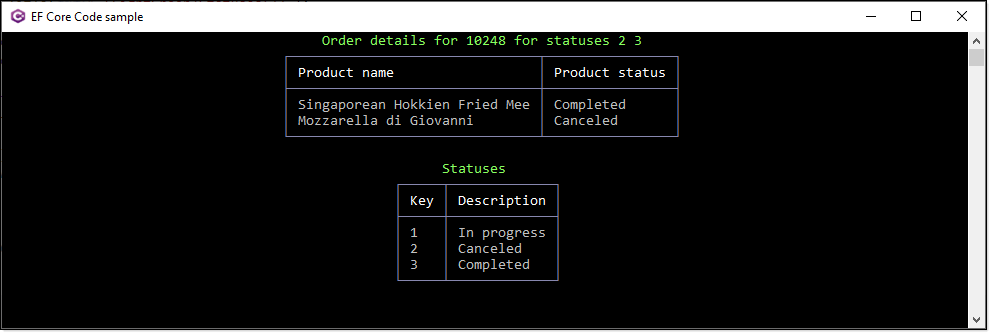 EF Core Code sample
Order details for 10248 for statuses 2 3
Product name Product status
Singaporean Hokkien Fried Mee Completed
Mozzarella di Giovanni Canceled
Statuses
Key Description
1 In progress
2 Canceled
3 Completed